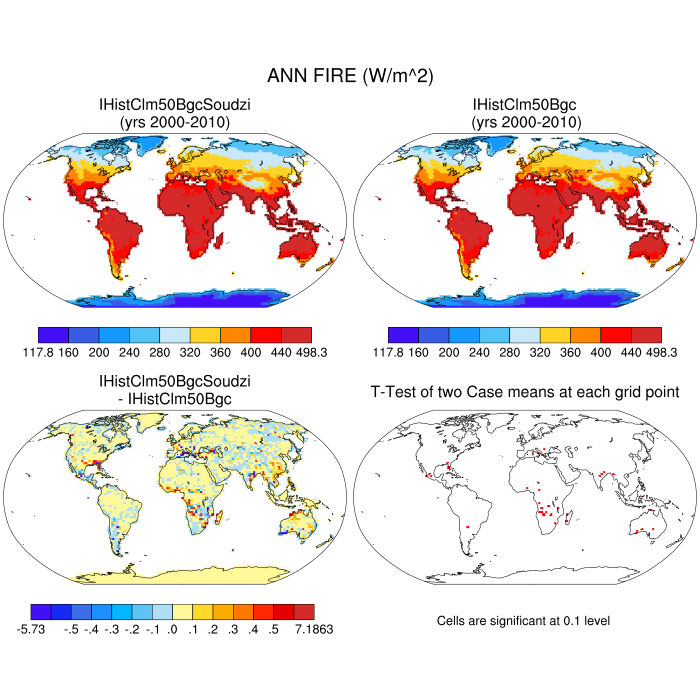 ANN FIRE (W/m^2)
IHistClm50BgcSoudzi
(yrs 2000-2010)
IHistClm50Bgc
(yrs 2000-2010)
117.8 160 200 240 280 320 360 400 440 498.3
117.8 160 200 240 280 320 360 400 440 498.3
IHistClm50BgcSoudzi
- IHistClm50Bgc
T-Test of two Case means at each grid point
-5.73 -.5 -.4 -.3 -.2 -.1 .0 .1 .2 .3 .4 .5 7.1863
Cells are significant at 0.1 level